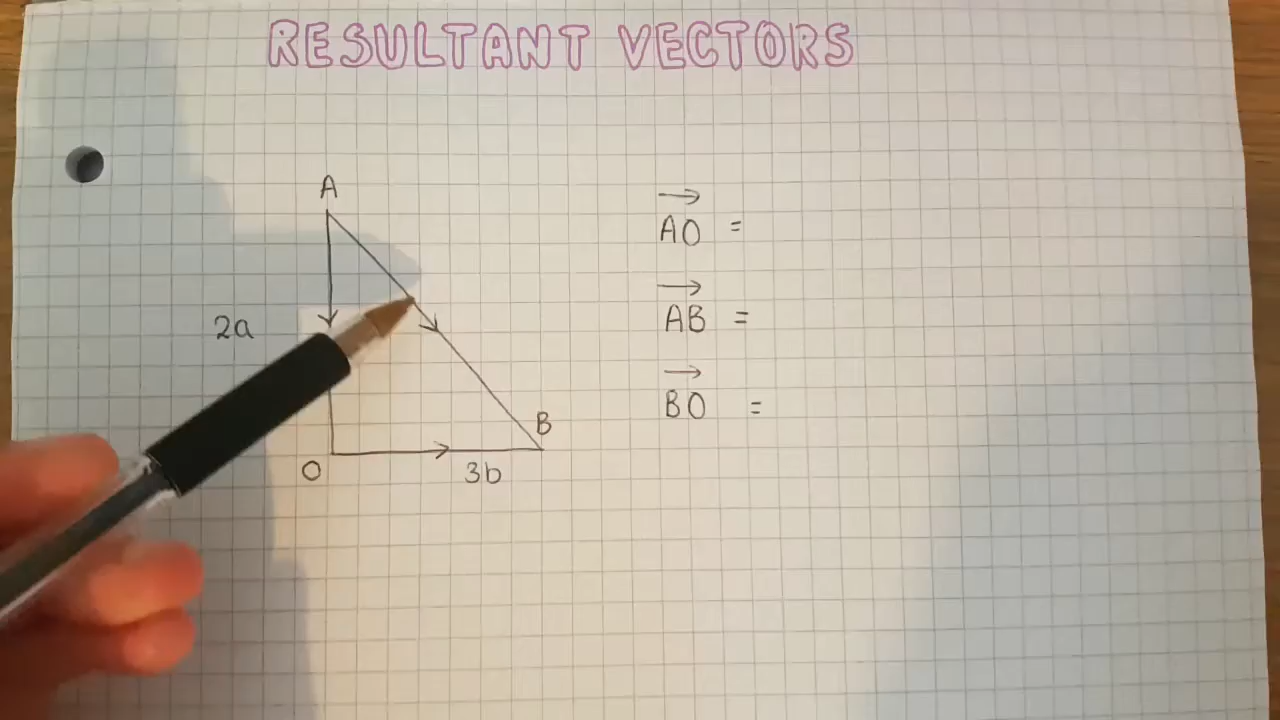 RESULTANT VECTORS
A
AO =
2a
AB =
B
BO =
O
3b